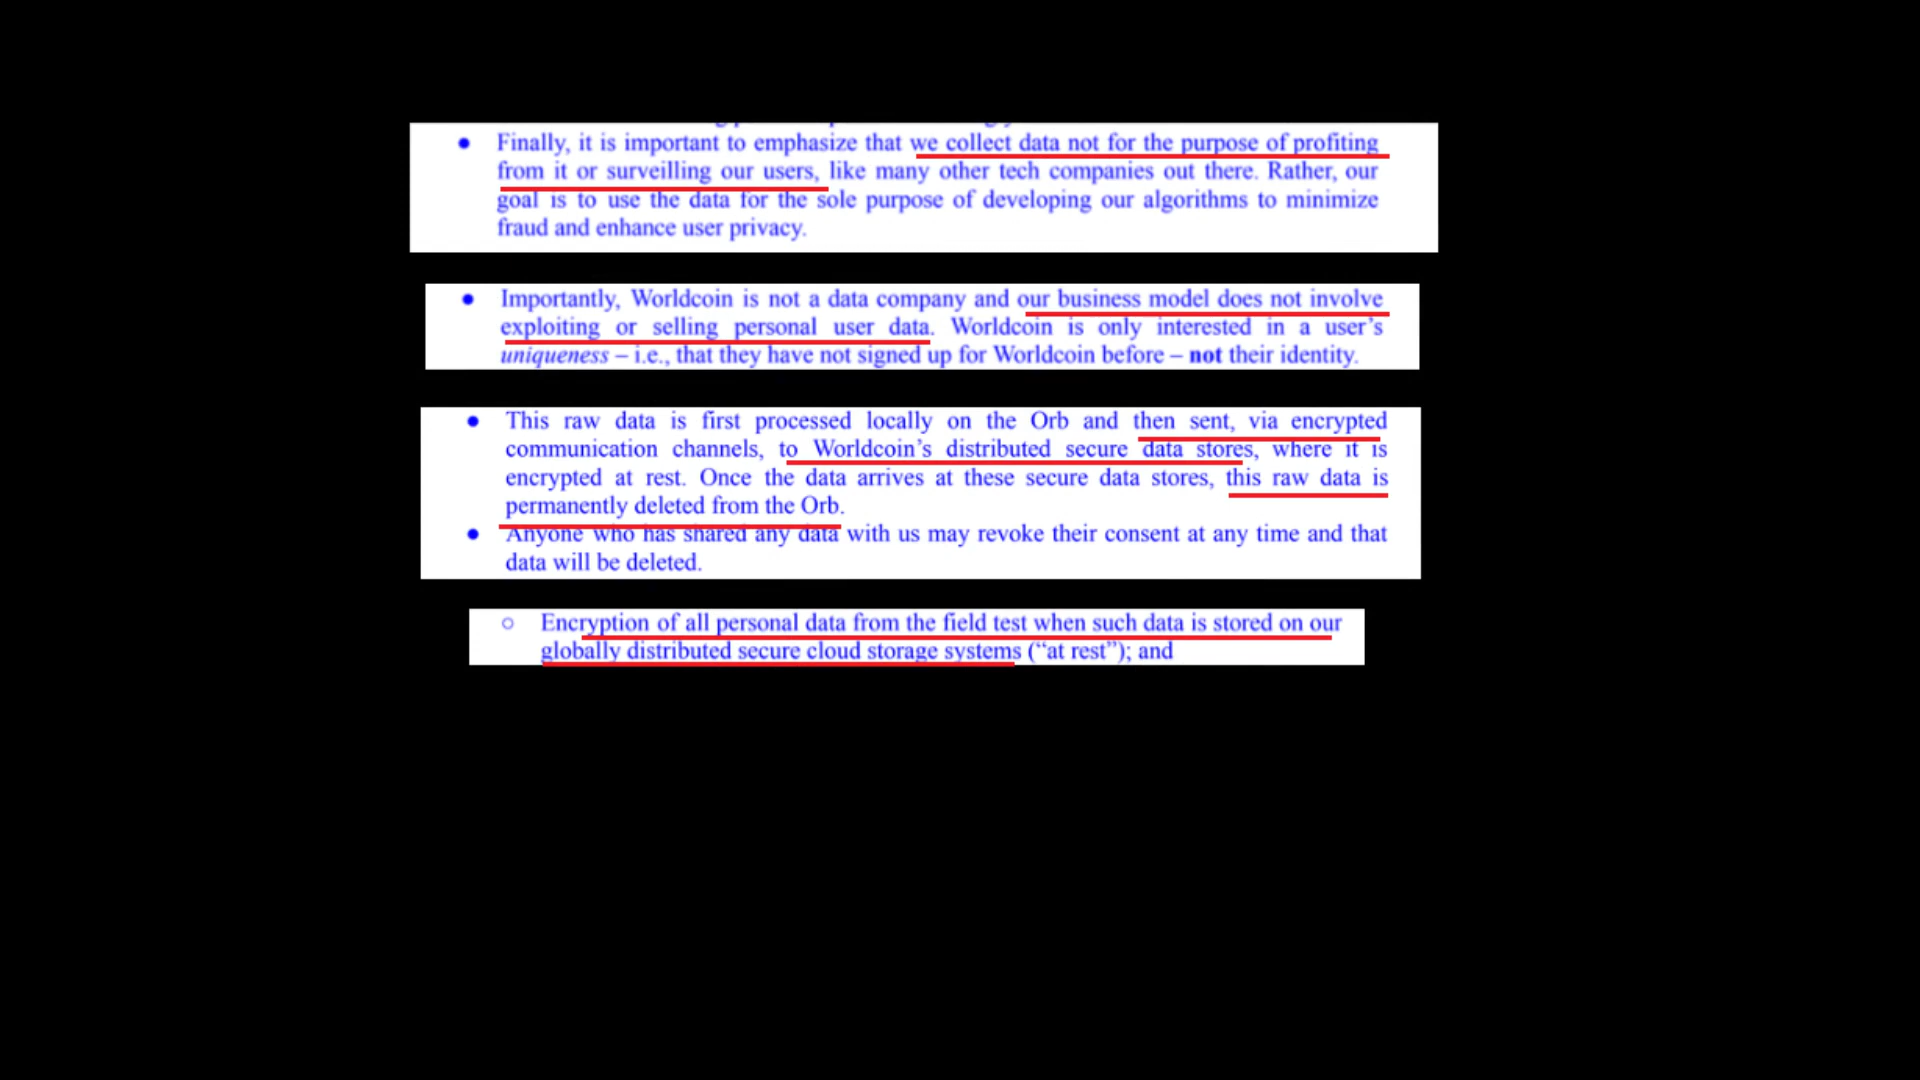 ● Finally, it is important to emphasize that we collect data not for the purpose of profiting
from it or surveilling our users, like many other tech companies out there. Rather, our
goal is to use the data for the sole purpose of developing our algorithms to minimize
fraud and enhance user privacy.
● Importantly, Worldcoin is not a data company and our business model does not involve
exploiting or selling personal user data. Worldcoin is only interested in a user’s
uniqueness – i.e., that they have not signed up for Worldcoin before – not their identity.
● This raw data is first processed locally on the Orb and then sent, via encrypted
communication channels, to Worldcoin’s distributed secure data stores, where it is
encrypted at rest. Once the data arrives at these secure data stores, this raw data is
permanently deleted from the Orb.
● Anyone who has shared any data with us may revoke their consent at any time and that
data will be deleted.
○ Encryption of all personal data from the field test when such data is stored on our
globally distributed secure cloud storage systems (“at rest”); and